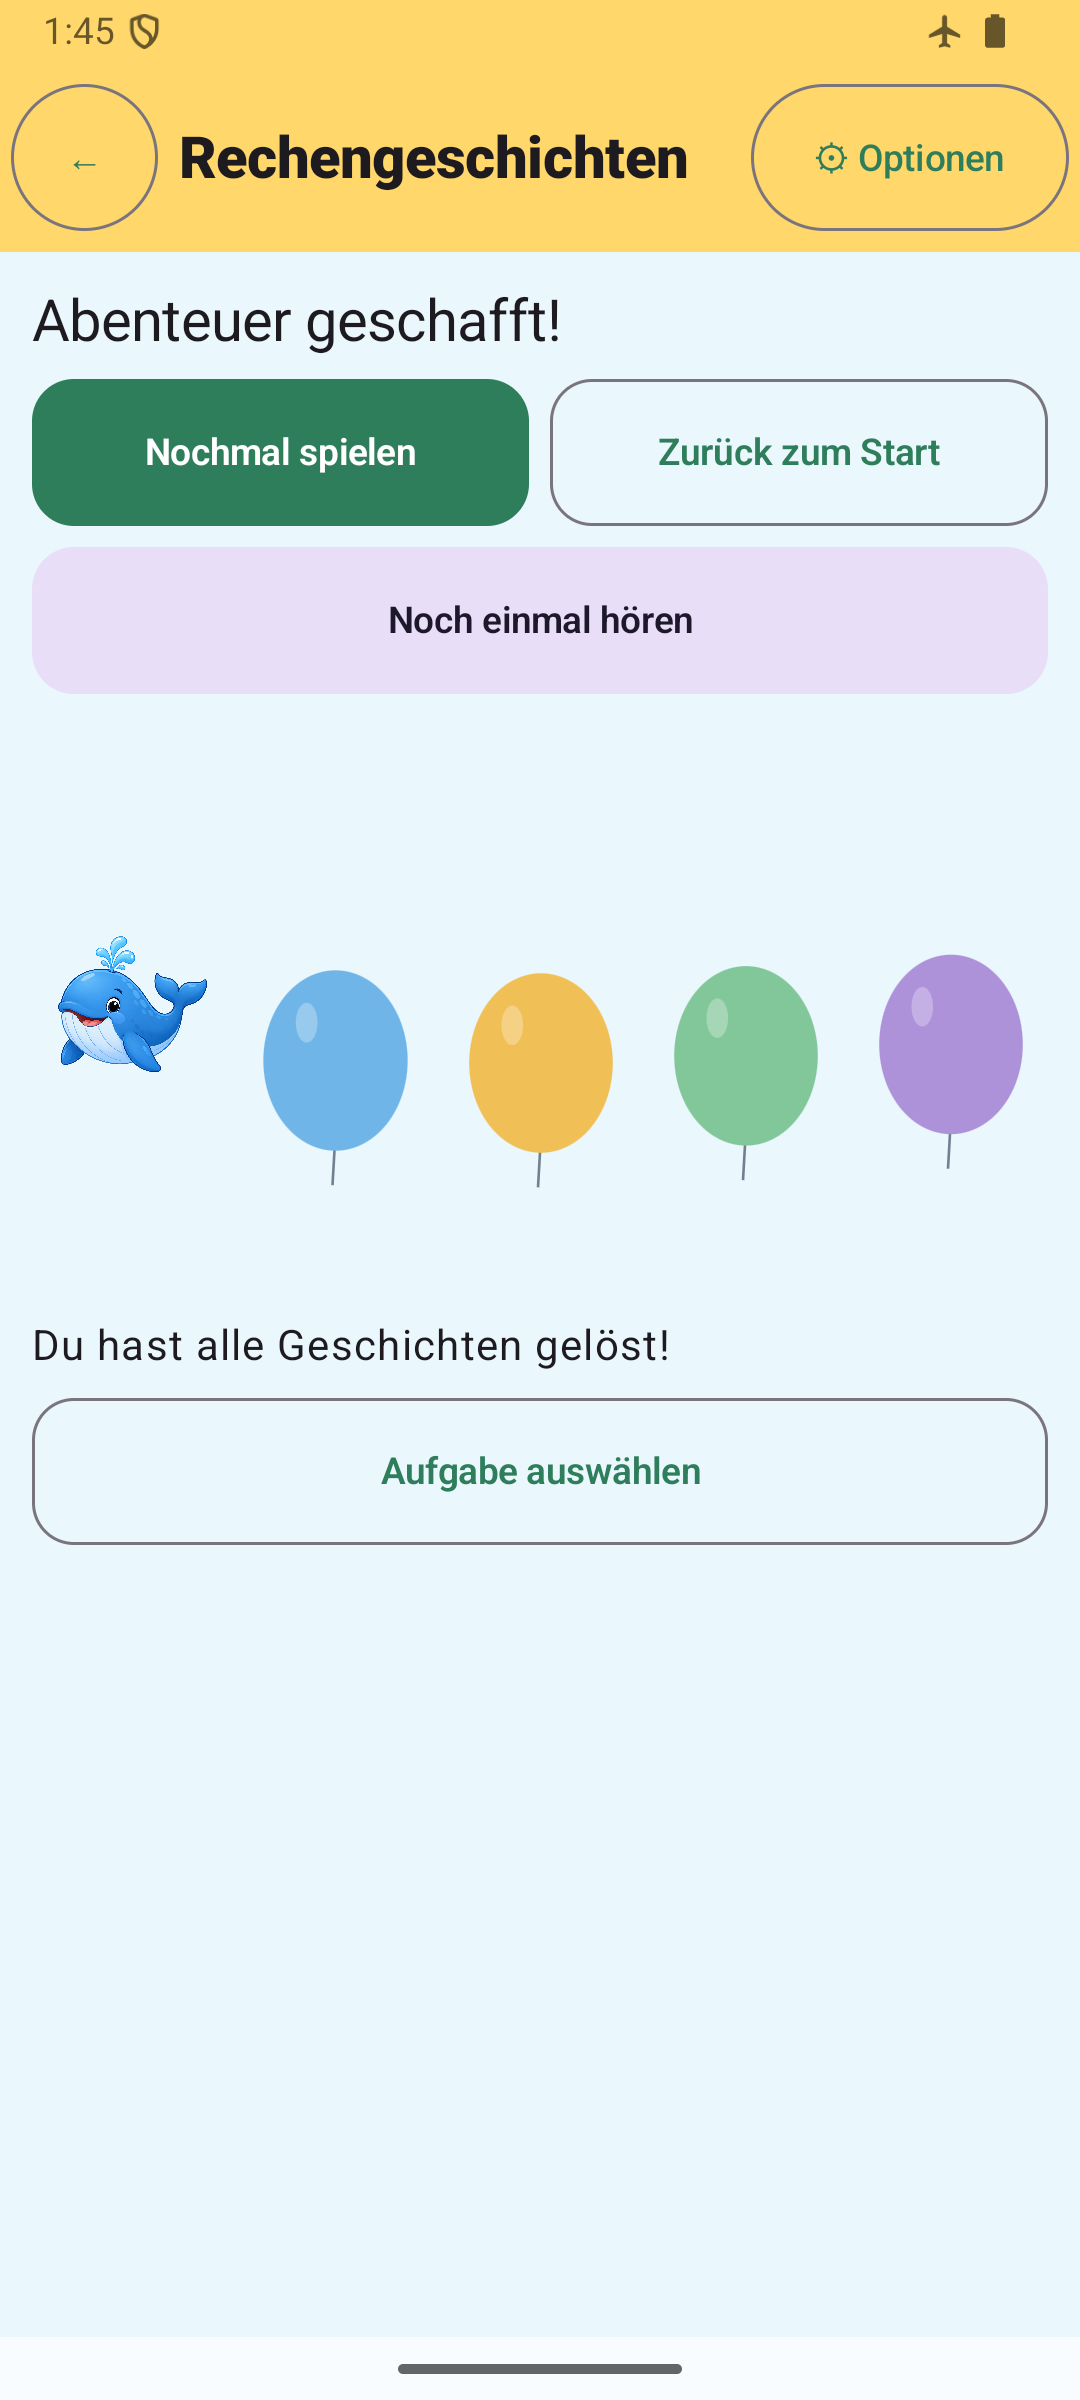 1:45
← Rechengeschichten ⚙ Optionen
Abenteuer geschafft!
Nochmal spielen Zurück zum Start
Noch einmal hören
Du hast alle Geschichten gelöst!
Aufgabe auswählen